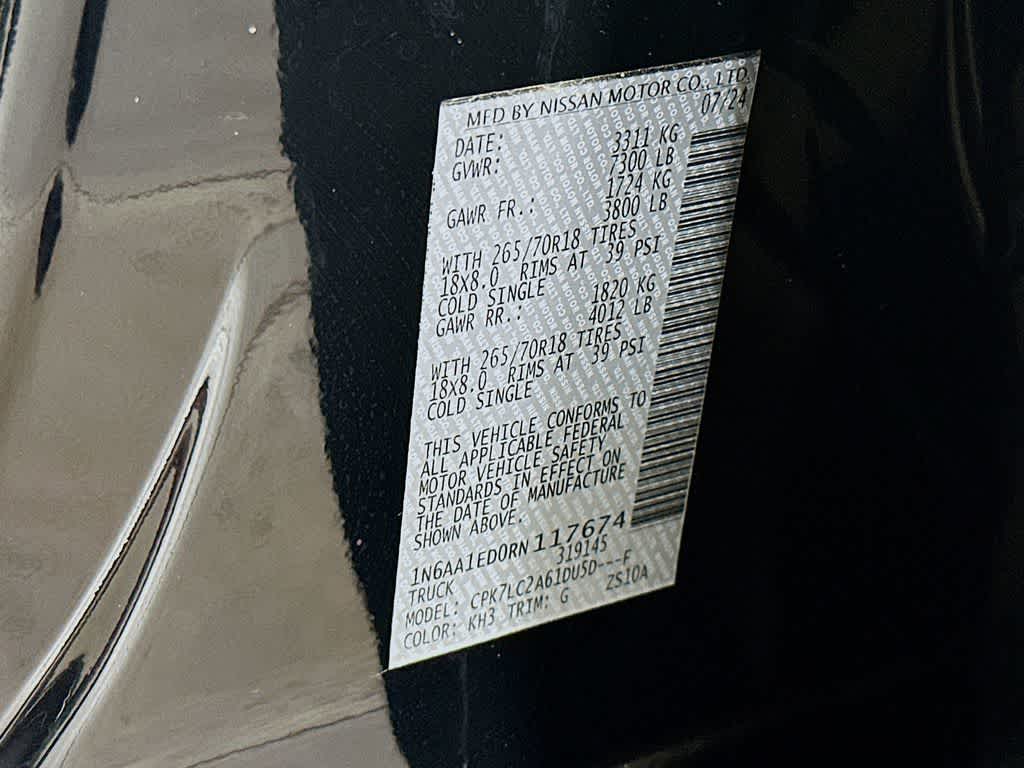 MFD BY NISSAN MOTOR CO., LTD.
DATE: 07/24
GVWR: 3311 KG
7300 LB
1724 KG
GAWR FR.: 3800 LB
WITH 265/70R18 TIRES
18X8.0 RIMS AT 39 PSI
COLD SINGLE
GAWR RR.: 1820 KG
4012 LB
WITH 265/70R18 TIRES
18X8.0 RIMS AT 39 PSI
COLD SINGLE
THIS VEHICLE CONFORMS TO
ALL APPLICABLE FEDERAL
MOTOR VEHICLE SAFETY
STANDARDS IN EFFECT ON
THE DATE OF MANUFACTURE
SHOWN ABOVE.
1N6AA1ED0RN117674
TRUCK 319145
MODEL: CPK7LC2A61DU5D---F
COLOR: KH3 TRIM: G ZS10A